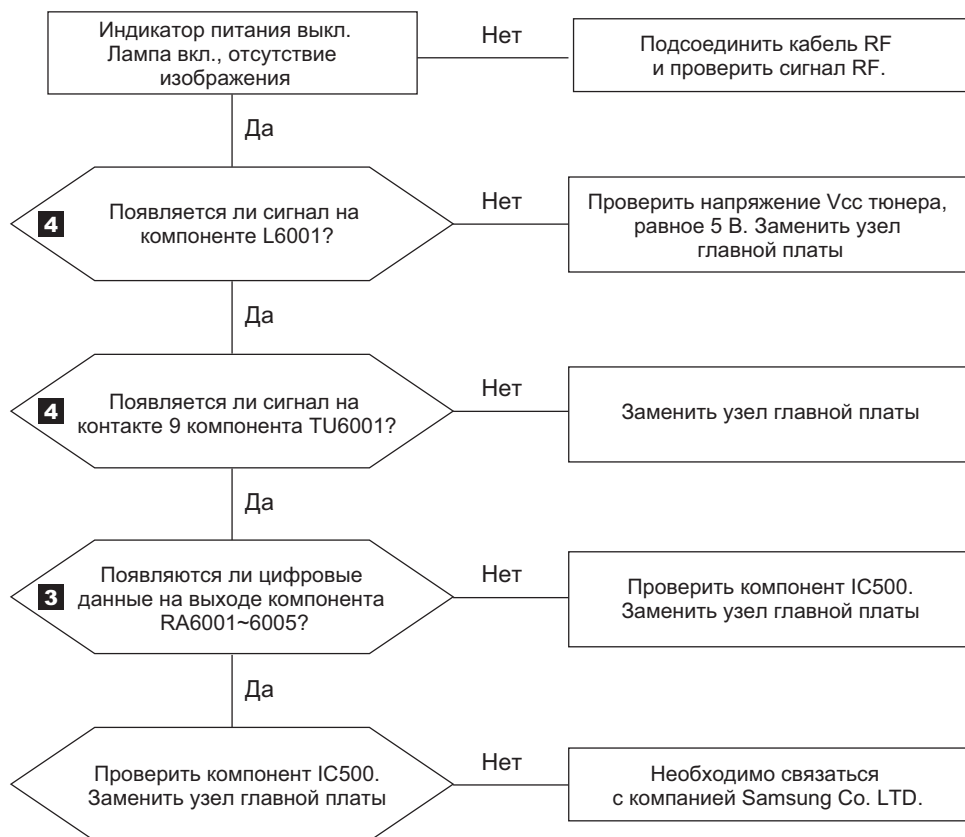 Индикатор питания выкл.
Лампа вкл., отсутствие
изображения
Нет
Подсоединить кабель RF
и проверить сигнал RF.
Да
4
Появляется ли сигнал на
компоненте L6001?
Нет
Проверить напряжение Vcc тюнера,
равное 5 В. Заменить узел
главной платы
Да
4
Появляется ли сигнал на
контакте 9 компонента TU6001?
Нет
Заменить узел главной платы
Да
3
Появляются ли цифровые
данные на выходе компонента
RA6001~6005?
Нет
Проверить компонент IC500.
Заменить узел главной платы
Да
Проверить компонент IC500.
Заменить узел главной платы
Нет
Необходимо связаться
с компанией Samsung Co. LTD.